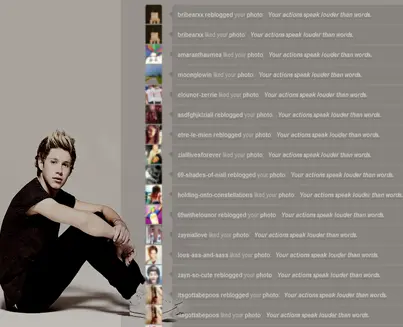 bribearxx reblogged your photo: Your actions speak louder than words.
bribearxx liked your photo: Your actions speak louder than words.
liked your photo: Your actions speak louder than words.
liked your photo: Your actions speak louder than words.
liked your photo: Your actions speak louder than words.
reblogged your photo: Your actions speak louder than words.
reblogged your photo: Your actions speak louder than words.
reblogged your photo: Your actions speak louder than words.
reblogged your photo: Your actions speak louder than words.
liked your photo: Your actions speak louder than words.
reblogged your photo: Your actions speak louder than words.
liked your photo: Your actions speak louder than words.
liked your photo: Your actions speak louder than words.
zayn-so-cute reblogged your photo: Your actions speak louder than words.
reblogged your photo: Your actions speak louder than words.
liked your photo: Your actions speak louder than words.